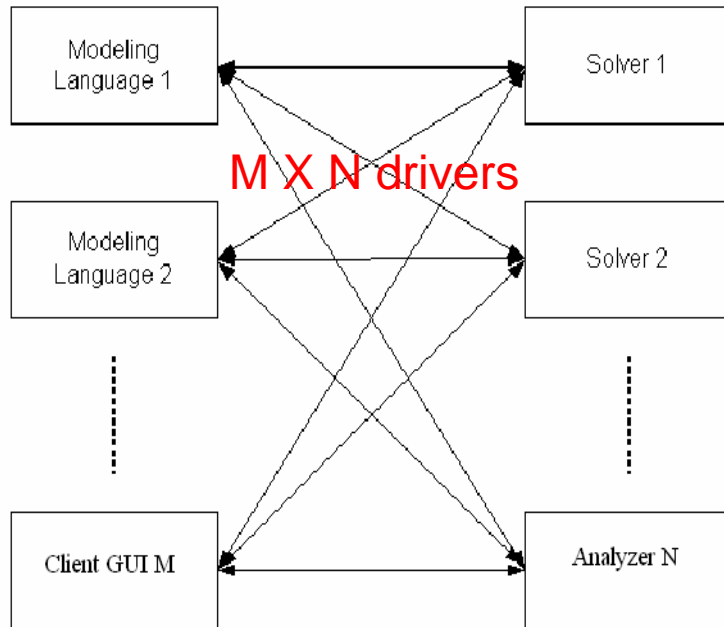 Modeling
Language 1
Solver 1
M X N drivers
Modeling
Language 2
Solver 2
Client GUI M
Analyzer N